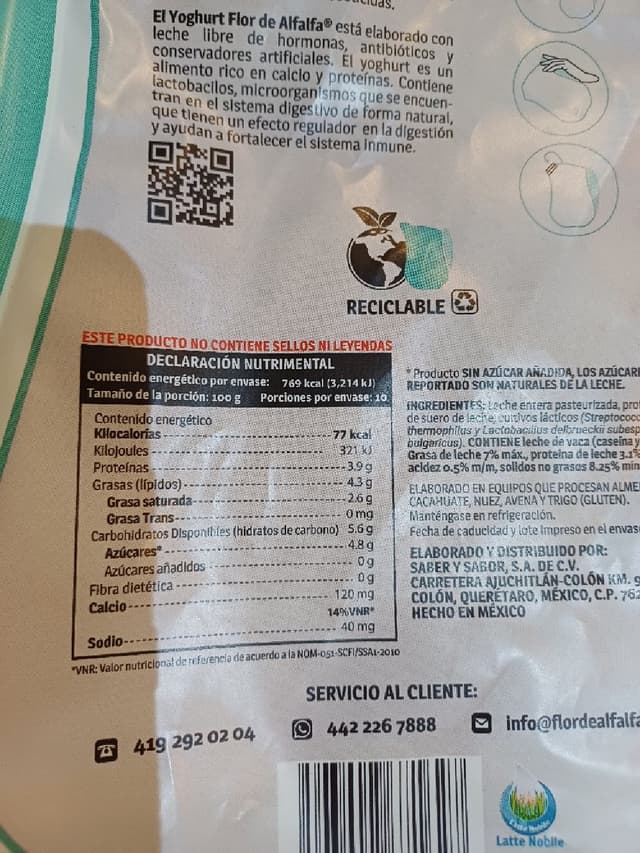 El Yoghurt Flor de Alfalfa® está elaborado con
leche libre de hormonas, antibióticos y
conservadores artificiales. El yoghurt es un
alimento rico en calcio y proteínas. Contiene
lactobacilos, microorganismos que se encuen-
tran en el sistema digestivo de forma natural,
que tienen un efecto regulador en la digestión
y ayudan a fortalecer el sistema inmune.
RECICLABLE
ESTE PRODUCTO NO CONTIENE SELLOS NI LEYENDAS
DECLARACIÓN NUTRIMENTAL
Contenido energético por envase: 769 kcal (3,214 kJ)
Tamaño de la porción: 100 g Porciones por envase: 10
Contenido energético
Kilocalorías 77 kcal
Kilojoules 321 kJ
Proteínas 3.9 g
Grasas (lípidos) 4.3 g
Grasa saturada 2.6 g
Grasa Trans 0 mg
Carbohidratos Disponibles (hidratos de carbono) 5.6 g
Azúcares* 4.8 g
Azúcares añadidos 0 g
Fibra dietética 0 g
Calcio 120 mg
14%VNR*
Sodio 40 mg
*VNR: Valor nutricional de referencia de acuerdo a la NOM-051-SCFI/SSA1-2010
* Producto SIN AZÚCAR AÑADIDA, LOS
REPORTADO SON NATURALES DE LA LECHE.
INGREDIENTES: Leche entera pasteurizada,
de suero de leche, cultivos lácticos
thermophilus y Lactobacillus delbrueckii
bulgaricus). CONTIENE leche de vaca (caseína y
Grasa de leche 7% máx., proteína de leche 3.1%
acidez 0.5% m/m, solidos no grasos 8.25%
ELABORADO EN EQUIPOS QUE PROCESAN
CACAHUATE, NUEZ, AVENA Y TRIGO (GLUTEN).
Manténgase en refrigeración.
Fecha de caducidad y lote impreso en el
ELABORADO Y DISTRIBUIDO POR:
SABER Y SABOR, S.A. DE C.V.
CARRETERA AJUCHITLÁN-COLÓN KM.
COLÓN, QUERÉTARO, MÉXICO, C.P.
HECHO EN MÉXICO
SERVICIO AL CLIENTE:
419 292 02 04 442 226 7888
Latte Nobile